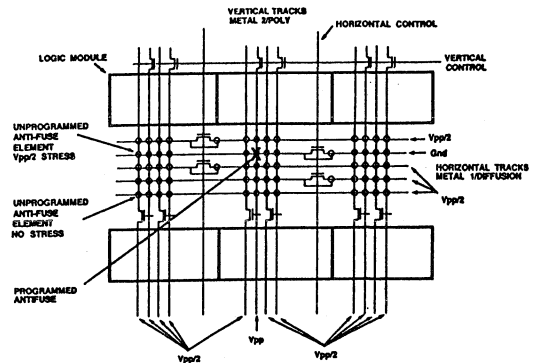 VERTICAL TRACKS
METAL 2/POLY
HORIZONTAL CONTROL
LOGIC MODULE
VERTICAL
CONTROL
UNPROGRAMMED
ANTI-FUSE
ELEMENT
Vpp/2 STRESS
Vpp/2
Gnd
HORIZONTAL TRACKS
METAL 1/DIFFUSION
Vpp/2
UNPROGRAMMED
ANTI-FUSE
ELEMENT
NO STRESS
PROGRAMMED
ANTIFUSE
Vpp/2
Vpp
Vpp/2